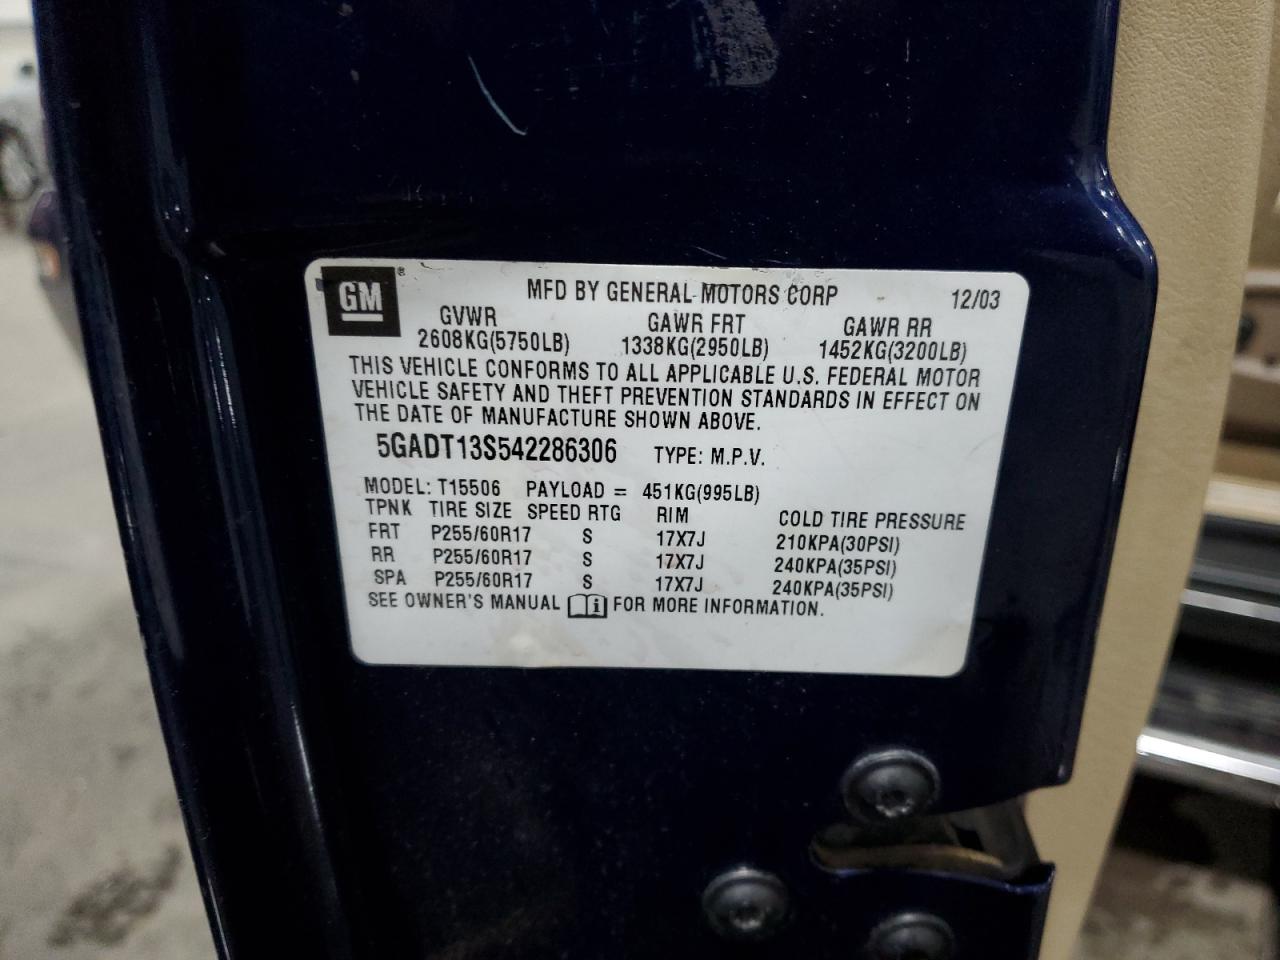 GM ® MFD BY GENERAL MOTORS CORP 12/03
GVWR GAWR FRT GAWR RR
2608KG(5750LB) 1338KG(2950LB) 1452KG(3200LB)
THIS VEHICLE CONFORMS TO ALL APPLICABLE U.S. FEDERAL MOTOR
VEHICLE SAFETY AND THEFT PREVENTION STANDARDS IN EFFECT ON
THE DATE OF MANUFACTURE SHOWN ABOVE.
5GADT13S542286306 TYPE: M.P.V.
MODEL: T15506 PAYLOAD = 451KG(995LB)
TPNK TIRE SIZE SPEED RTG RIM COLD TIRE PRESSURE
FRT P255/60R17 S 17X7J 210KPA(30PSI)
RR P255/60R17 S 17X7J 240KPA(35PSI)
SPA P255/60R17 S 17X7J 240KPA(35PSI)
SEE OWNER'S MANUAL i FOR MORE INFORMATION.